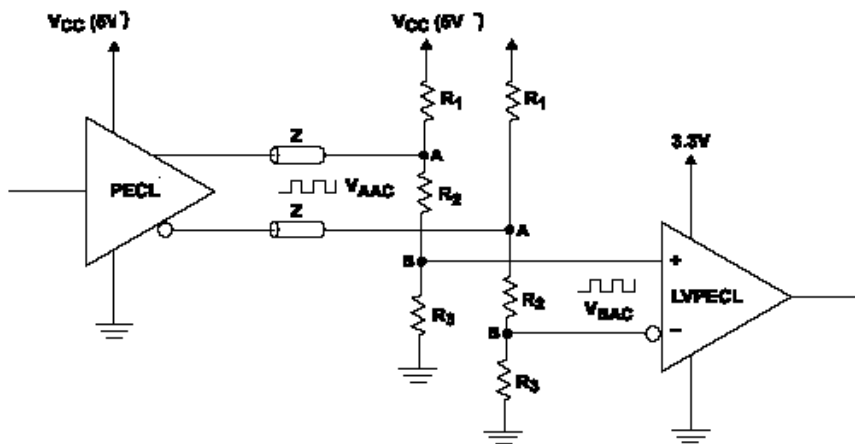 VCC (5V)
VCC (5V )
R1
R1
Z
A
3.3V
PECL
VAAC
R2
Z
A
B
+
R2
LVPECL
VBAC
R3
B
−
R3